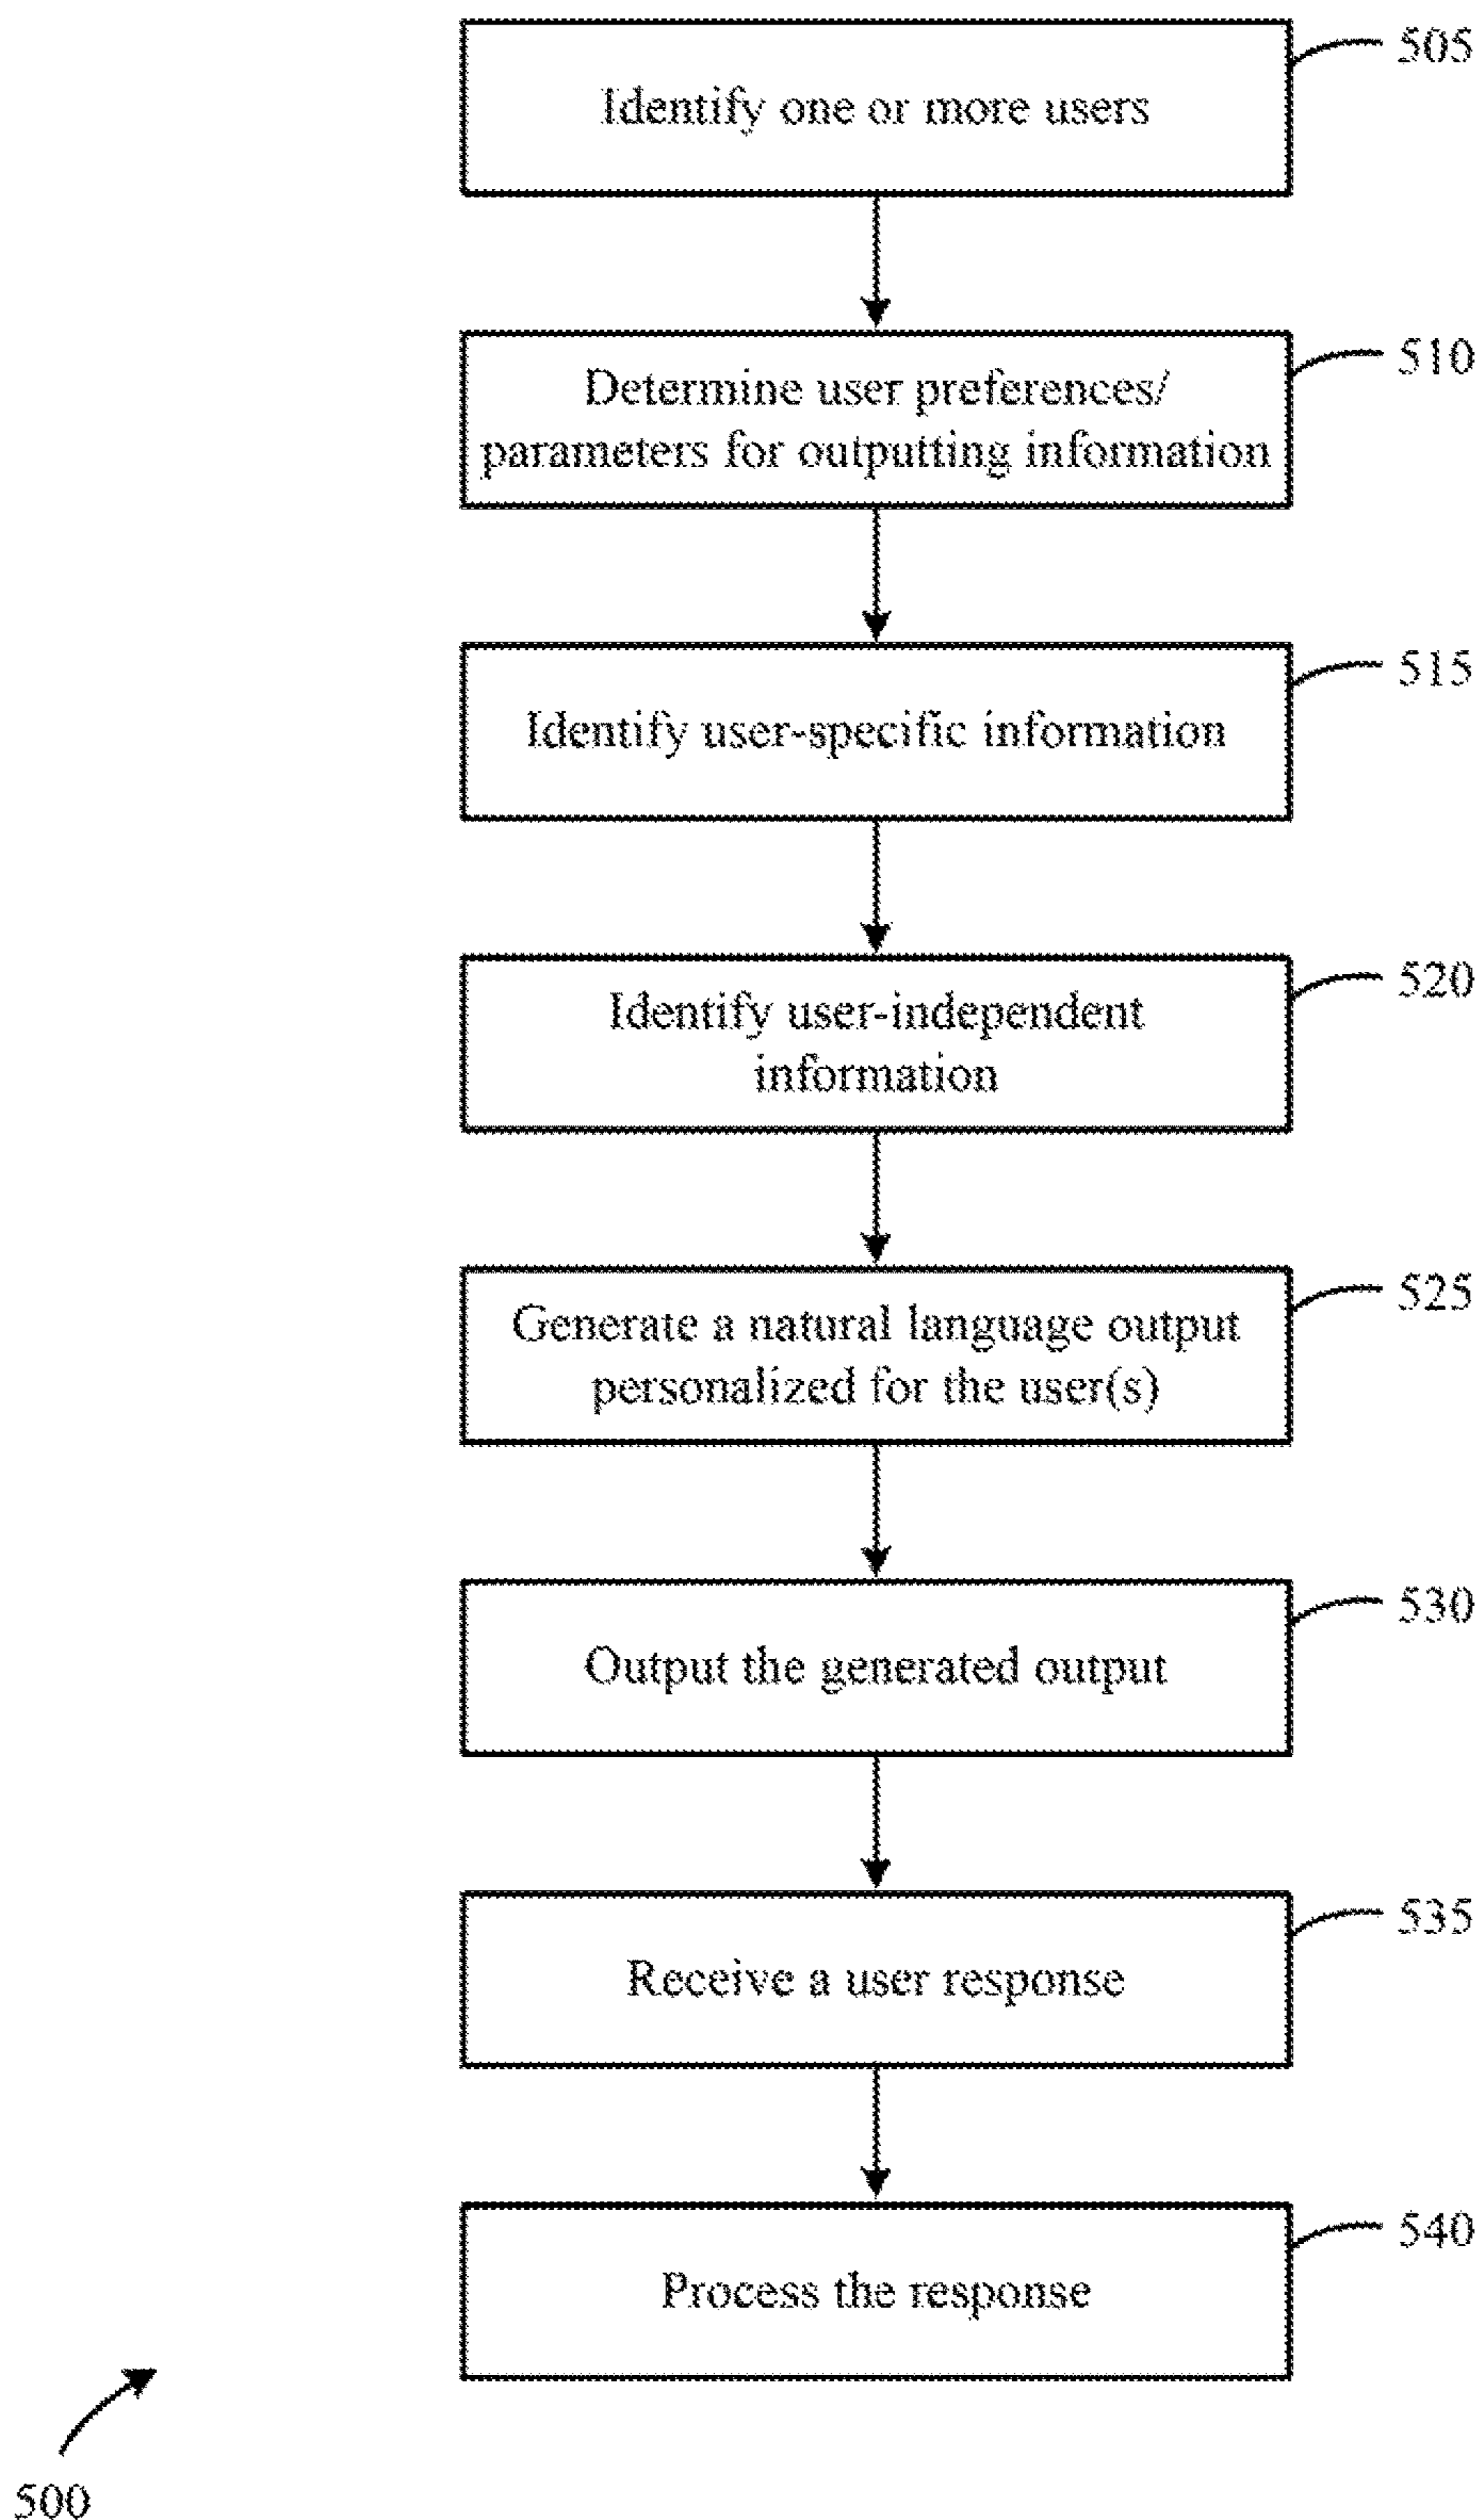 505
Identify one or more users
510
Determine user preferences/
parameters for outputting information
515
Identify user-specific information
520
Identify user-independent
information
525
Generate a natural language output
personalized for the user(s)
530
Output the generated output
535
Receive a user response
540
Process the response
500